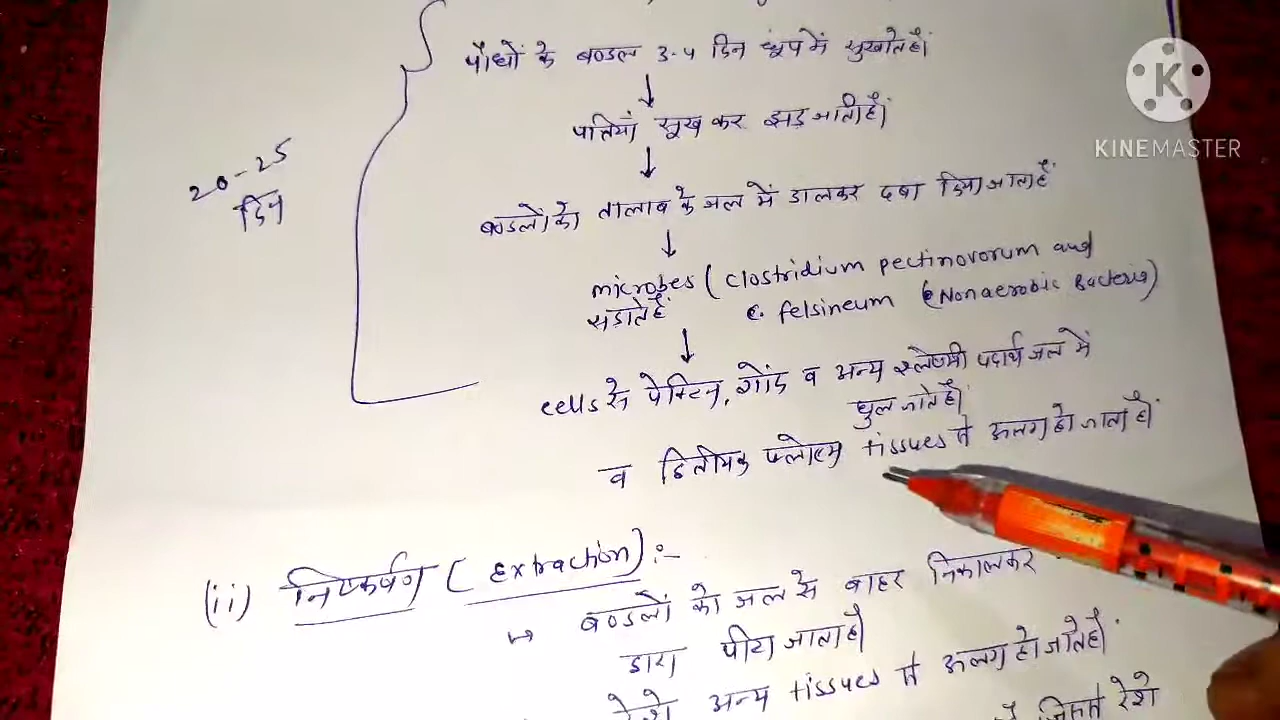 पौधों के बण्डल 3-4 दिन धूप में सुखाते हैं।
↓
पत्तियाँ सूख कर झड़ जाती हैं।
↓
बण्डलों को तालाब के जल में डालकर दबा दिया जाता है
↓
microbes (Clostridium pectinovorum and
सड़ाते हैं C. felsineum (Nonaerobic Bacteria)
↓
20-25
दिन
cells से पेक्टिन, गोंद व अन्य श्लेष्मी पदार्थ जल में
घुल जाते हैं।
व द्वितीयक फ्लोएम tissues से अलग हो जाता है।
(ii) निष्कर्षण (Extraction) :-
↦ बण्डलों को जल से बाहर निकालकर
द्वारा पीटा जाता है
रेशे अन्य tissues से अलग हो जाते हैं।
जिससे रेशे
K
KINEMASTER